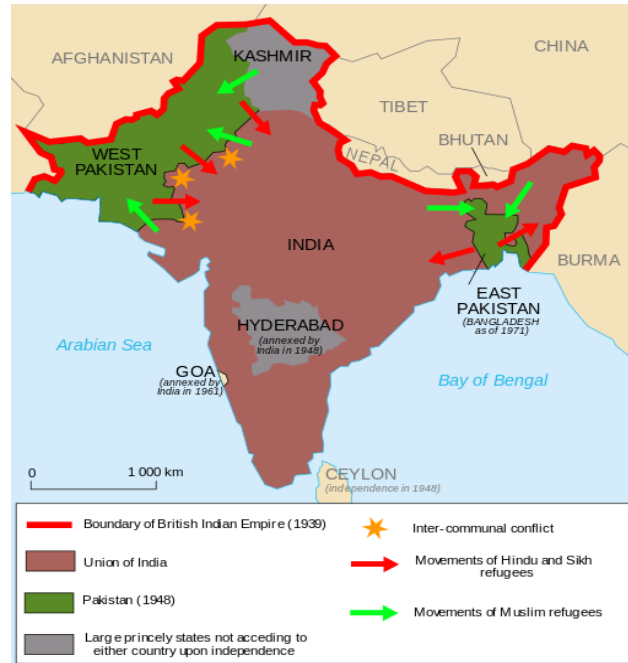 AFGHANISTAN
KASHMIR
CHINA
TIBET
WEST
PAKISTAN
NEPAL
BHUTAN
INDIA
BURMA
EAST
PAKISTAN
(BANGLADESH
as of 1971)
HYDERABAD
(annexed by
India in 1948)
Arabian Sea
GOA
(annexed by
India in 1961)
Bay of Bengal
0 1 000 km
CEYLON
(independence in 1948)
Boundary of British Indian Empire (1939)
Union of India
Pakistan (1948)
Large princely states not acceding to
either country upon independence
Inter-communal conflict
Movements of Hindu and Sikh
refugees
Movements of Muslim refugees